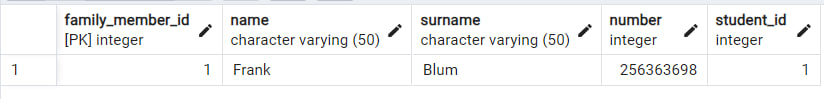 family_member_id name surname number student_id
[PK] integer character varying (50) character varying (50) integer integer
1 1 Frank Blum 256363698 1